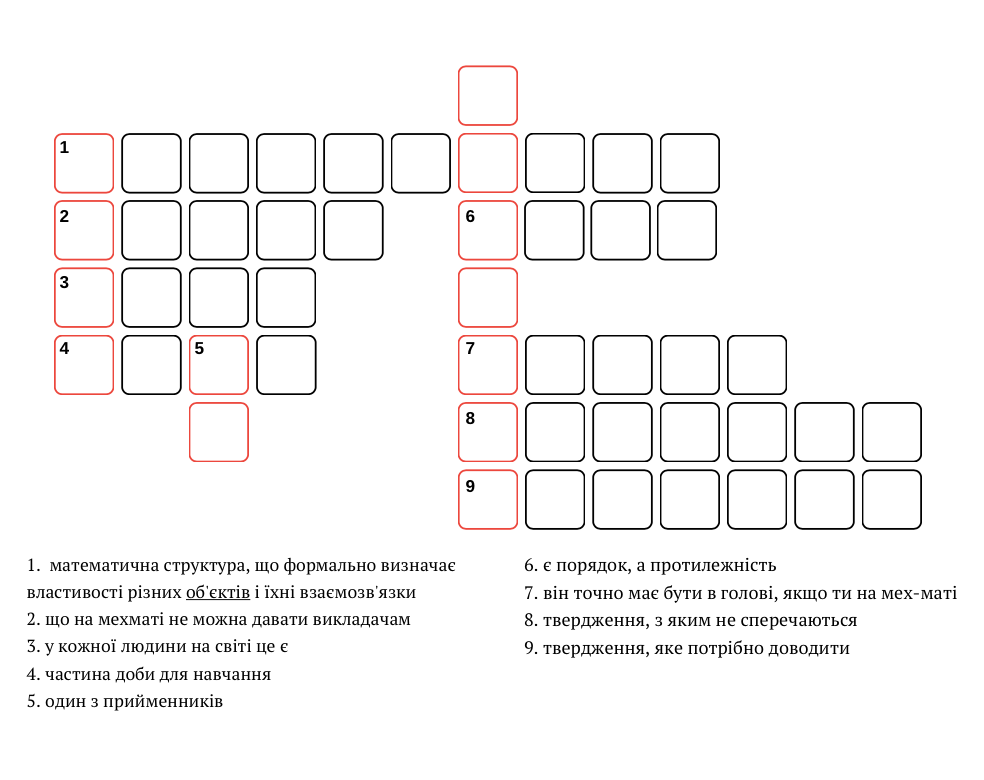 1
2
6
3
4
5
7
8
9
1. математична структура, що формально визначає
властивості різних об'єктів і їхні взаємозв'язки
2. що на мехматі не можна давати викладачам
3. у кожної людини на світі це є
4. частина доби для навчання
5. один з прийменників
6. є порядок, а протилежність
7. він точно має бути в голові, якщо ти на мех-маті
8. твердження, з яким не сперечаються
9. твердження, яке потрібно доводити